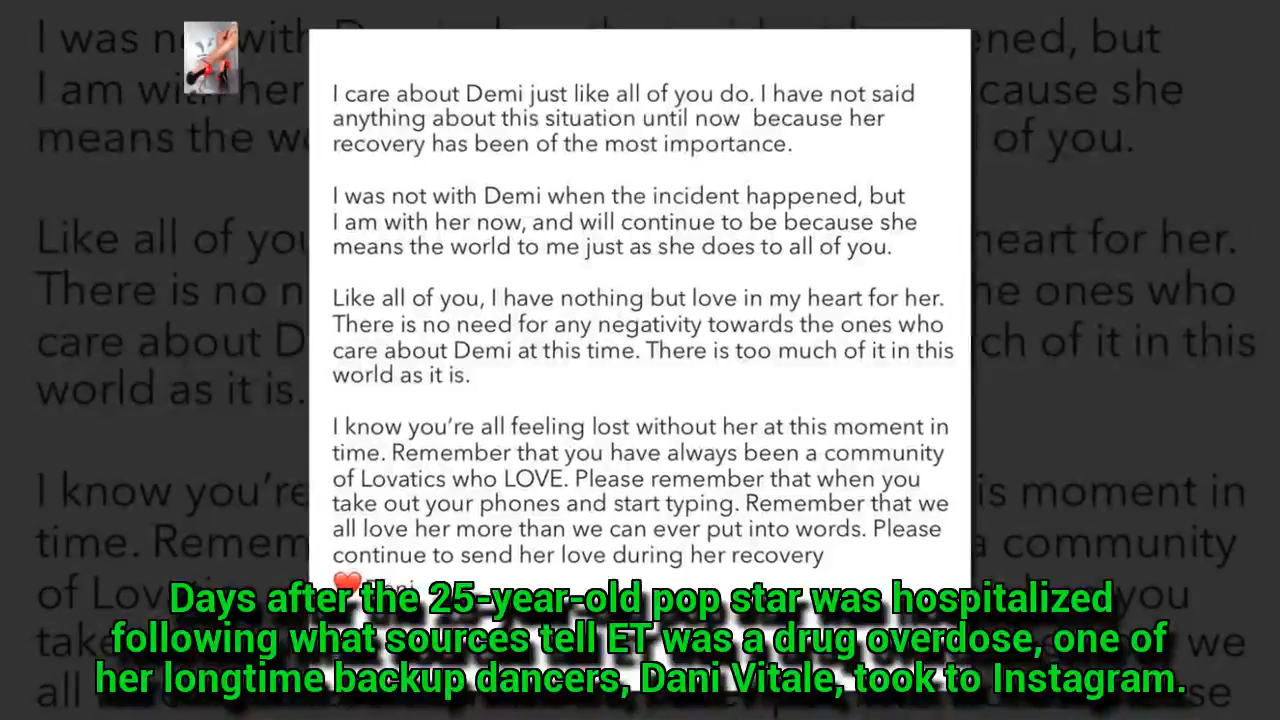 I care about Demi just like all of you do. I have not said
anything about this situation until now because her
recovery has been of the most importance.
I was not with Demi when the incident happened, but
I am with her now, and will continue to be because she
means the world to me just as she does to all of you.
Like all of you, I have nothing but love in my heart for her.
There is no need for any negativity towards the ones who
care about Demi at this time. There is too much of it in this
world as it is.
I know you’re all feeling lost without her at this moment in
time. Remember that you have always been a community
of Lovatics who LOVE. Please remember that when you
take out your phones and start typing. Remember that we
all love her more than we can ever put into words. Please
continue to send her love during her recovery
❤️Dani
Days after the 25-year-old pop star was hospitalized
following what sources tell ET was a drug overdose, one of
her longtime backup dancers, Dani Vitale, took to Instagram.